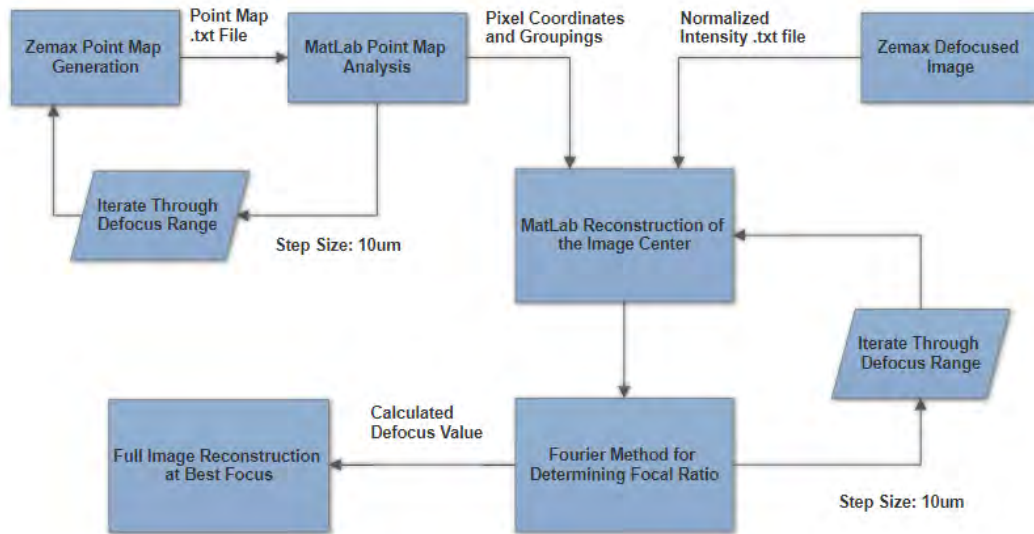 Zemax Point Map
Generation
Point Map
.txt File
MatLab Point Map
Analysis
Pixel Coordinates
and Groupings
Normalized
Intensity .txt file
Zemax Defocused
Image
Iterate Through
Defocus Range
Step Size: 10um
MatLab Reconstruction of
the Image Center
Iterate Through
Defocus Range
Full Image Reconstruction
at Best Focus
Calculated
Defocus Value
Fourier Method for
Determining Focal Ratio
Step Size: 10um